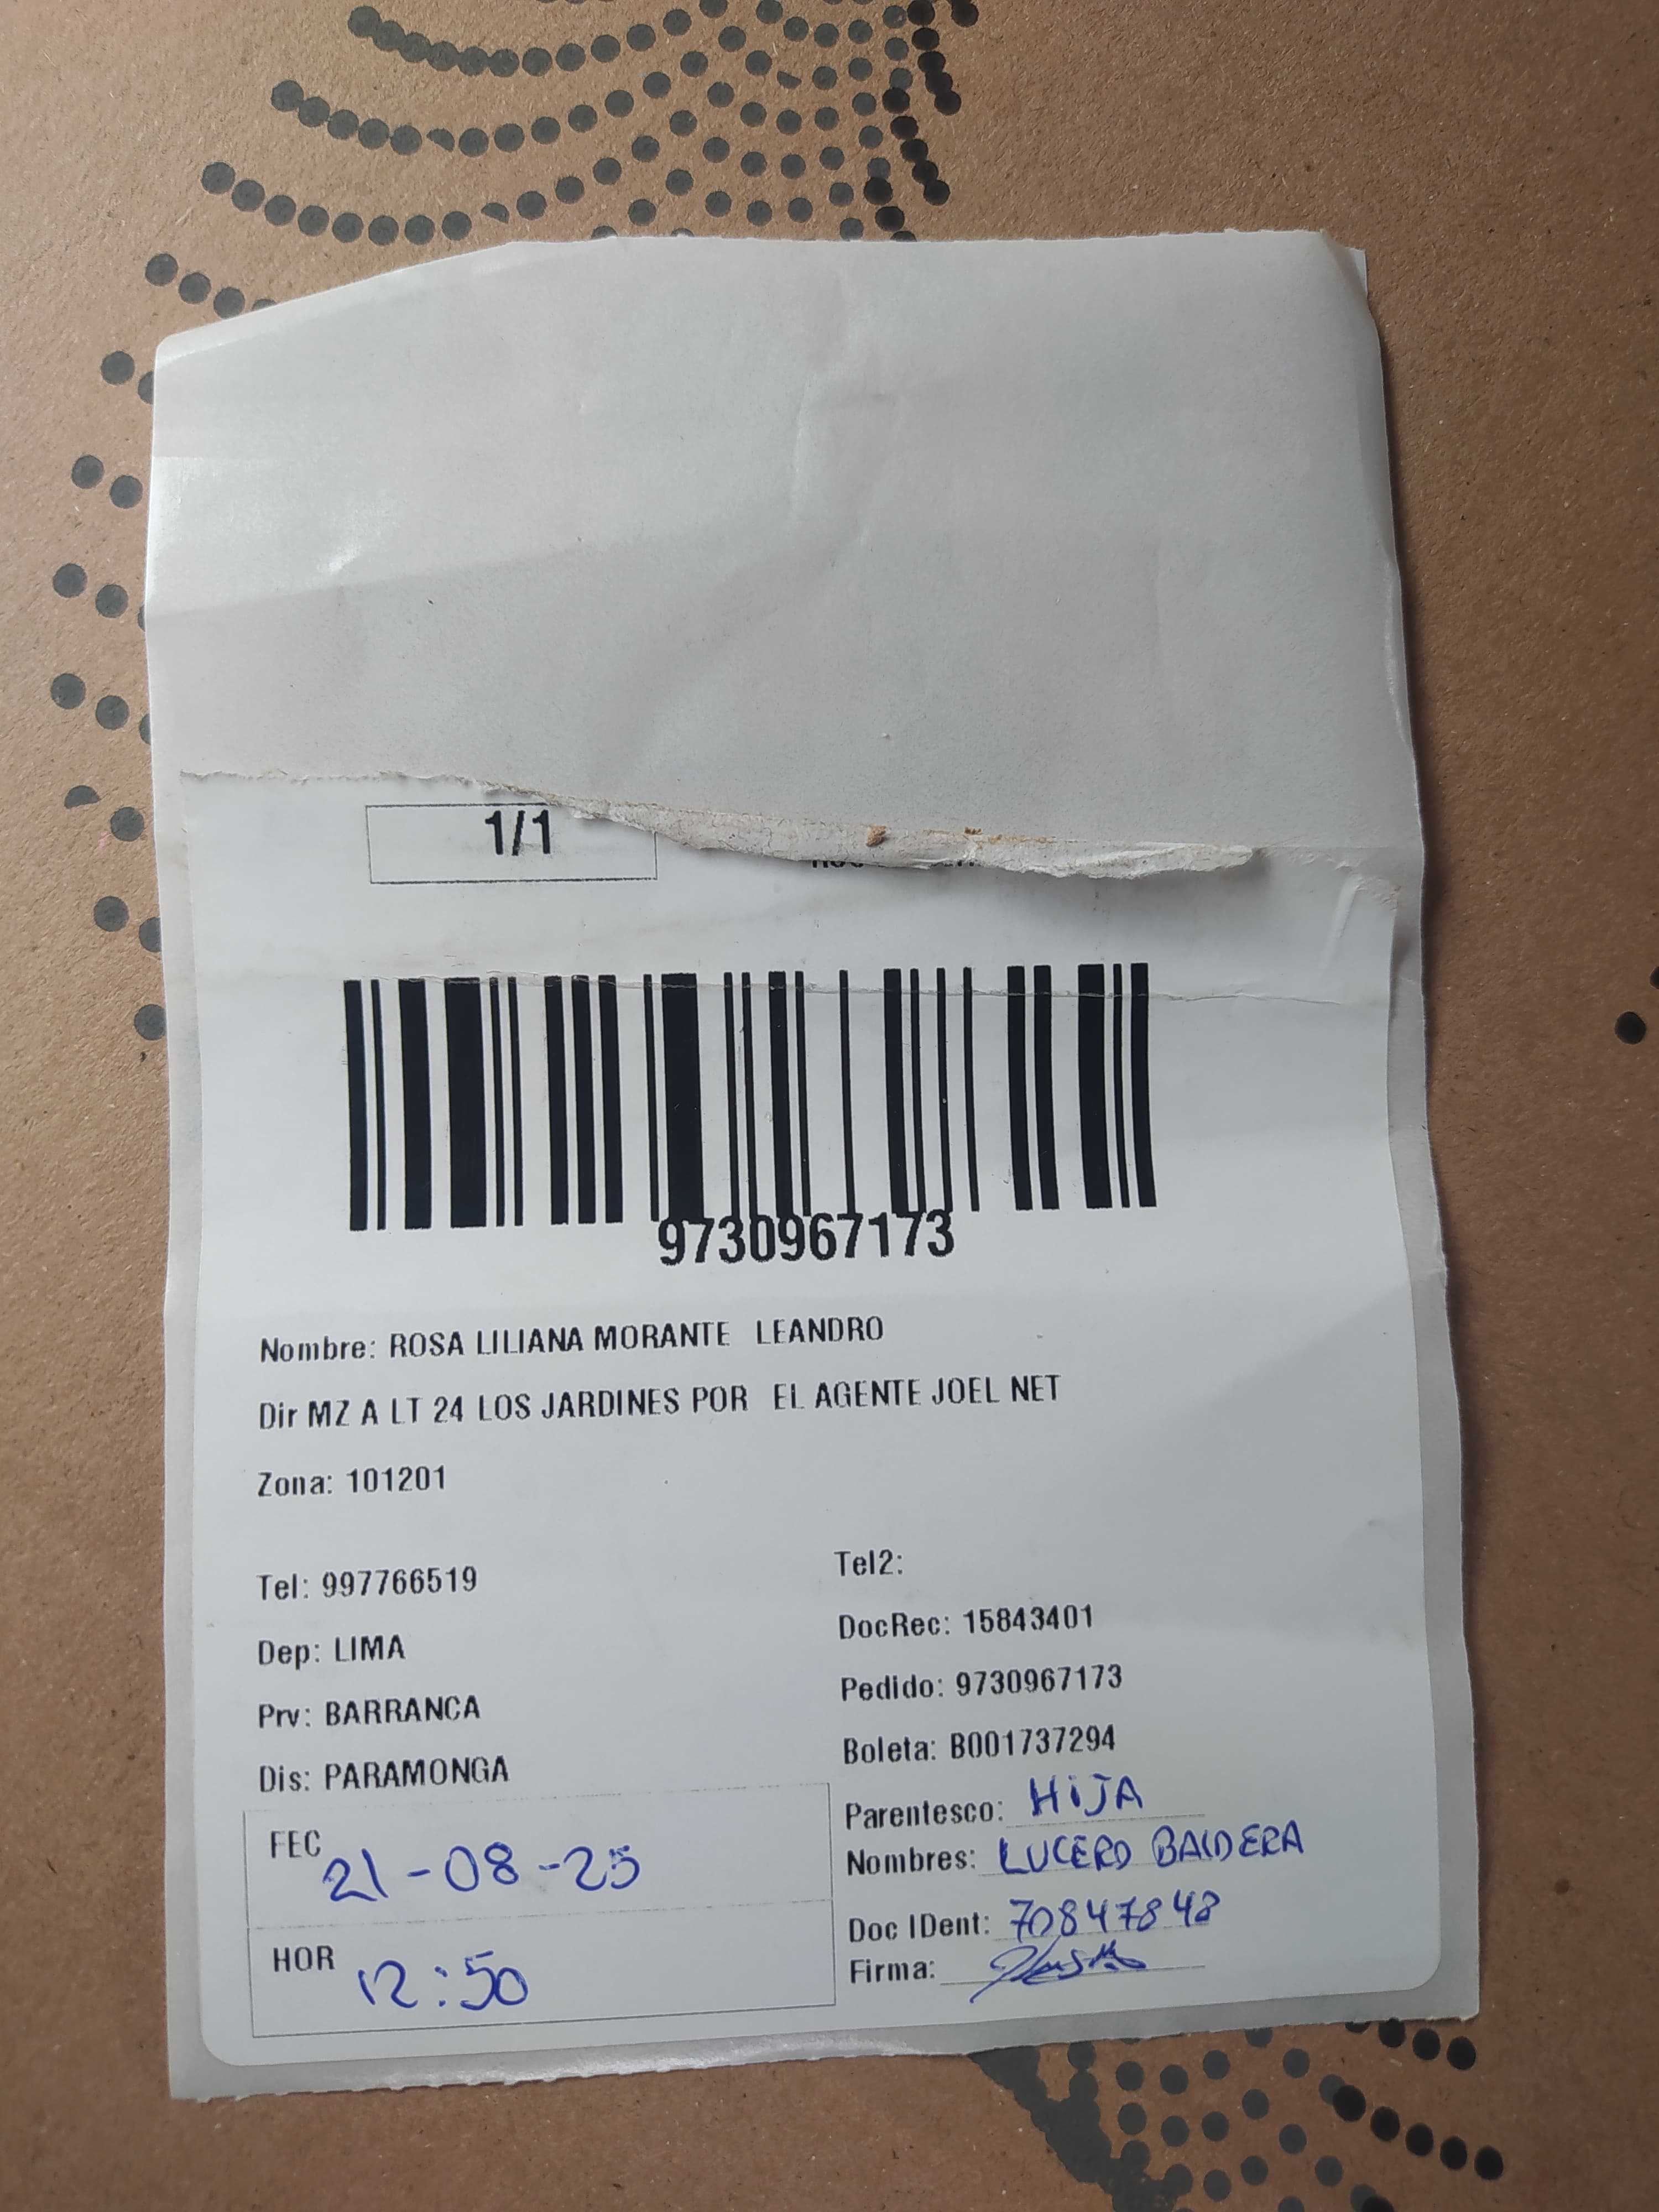 1/1
9730967173
Nombre: ROSA LILIANA MORANTE LEANDRO
Dir MZ A LT 24 LOS JARDINES POR EL AGENTE JOEL NET
Zona: 101201
Tel: 997766519
Tel2:
Dep: LIMA
DocRec: 15843401
Prv: BARRANCA
Pedido: 9730967173
Dis: PARAMONGA
Boleta: B001737294
Parentesco: HIJA
Nombres: LUCERO BALDERA
Doc IDent: 70847848
Firma:
FEC 21-08-25
HOR 12:50